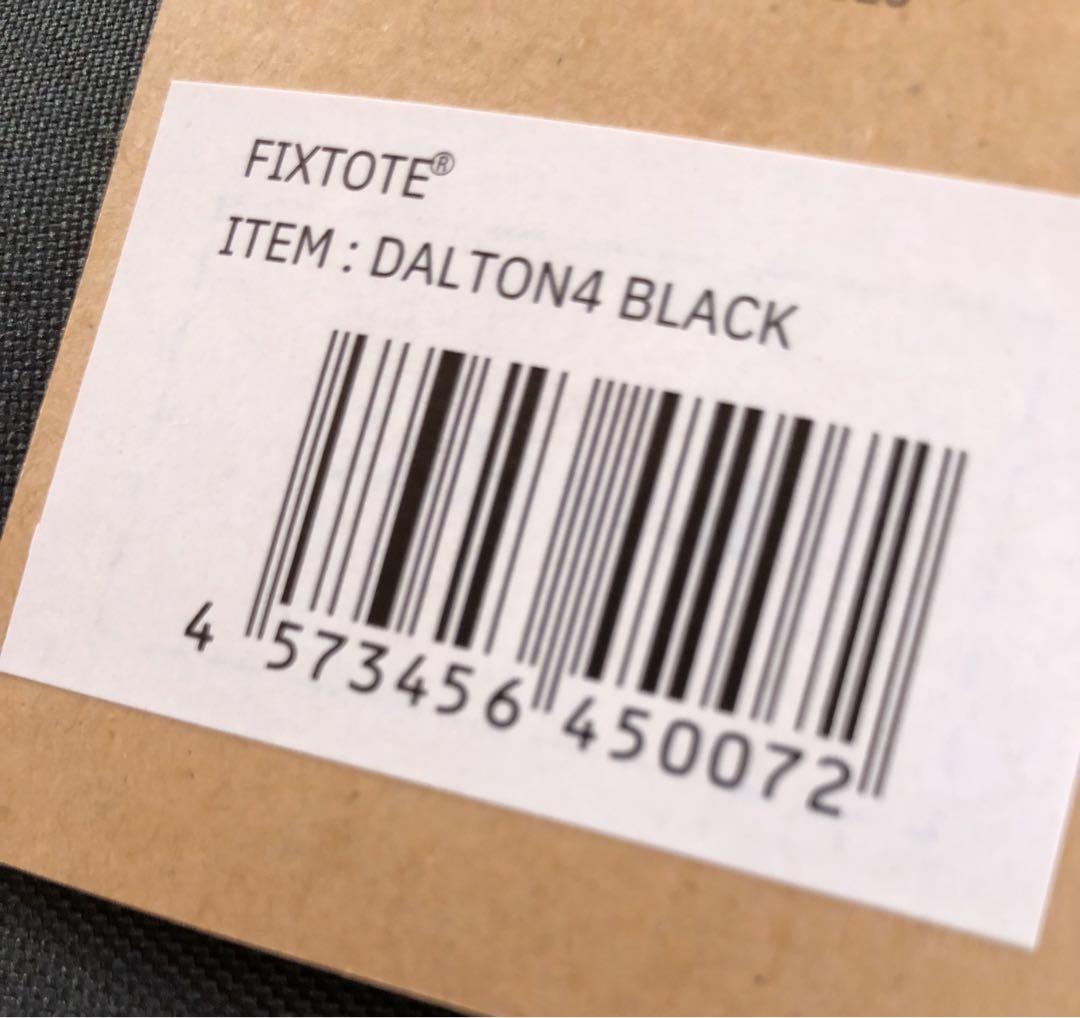 FIXTOTE®
ITEM : DALTON4 BLACK
4 573456 450072